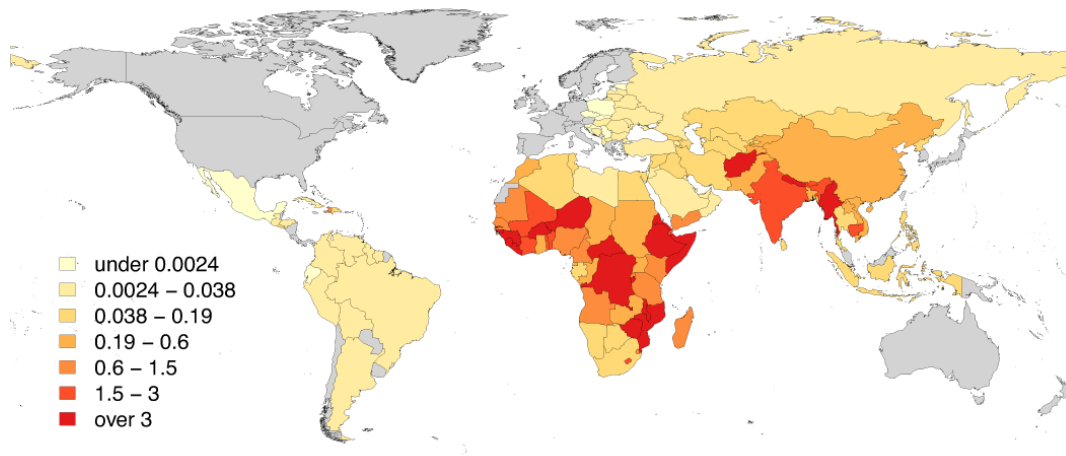 under 0.0024
0.0024 – 0.038
0.038 – 0.19
0.19 – 0.6
0.6 – 1.5
1.5 – 3
over 3